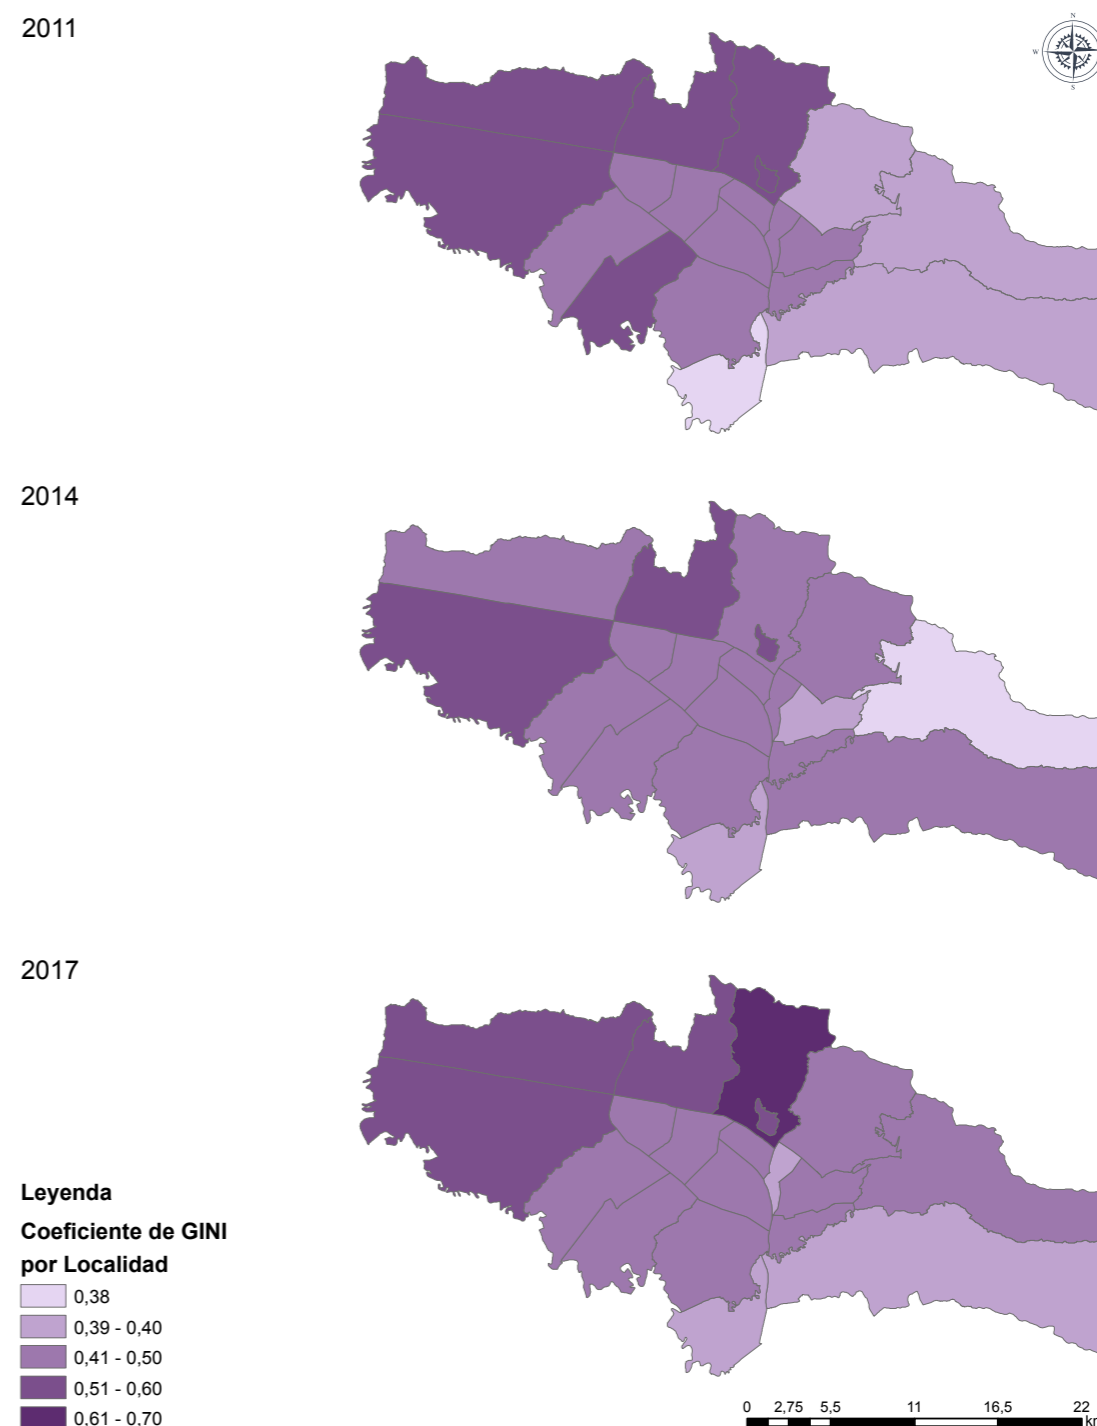 2011
N
W
S
2014
2017
Leyenda
Coeficiente de GINI
por Localidad
0,38
0,39 - 0,40
0,41 - 0,50
0,51 - 0,60
0,61 - 0,70
0 2,75 5,5 11 16,5 22